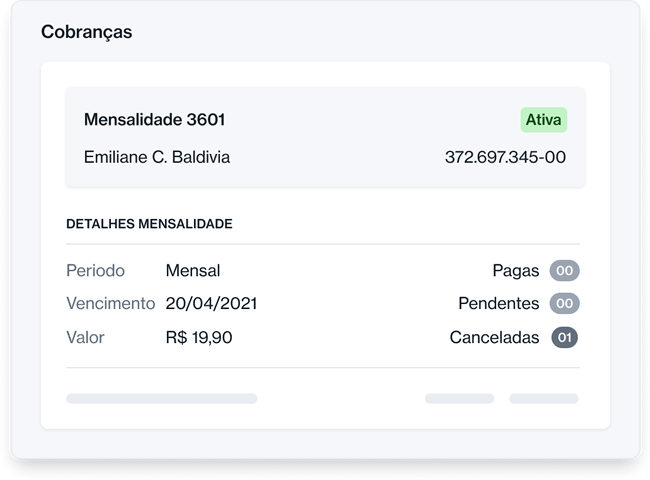 Cobranças
Mensalidade 3601 Ativa
Emiliane C. Baldivia 372.697.345-00
DETALHES MENSALIDADE
Periodo Mensal Pagas 00
Vencimento 20/04/2021 Pendentes 00
Valor R$ 19,90 Canceladas 01